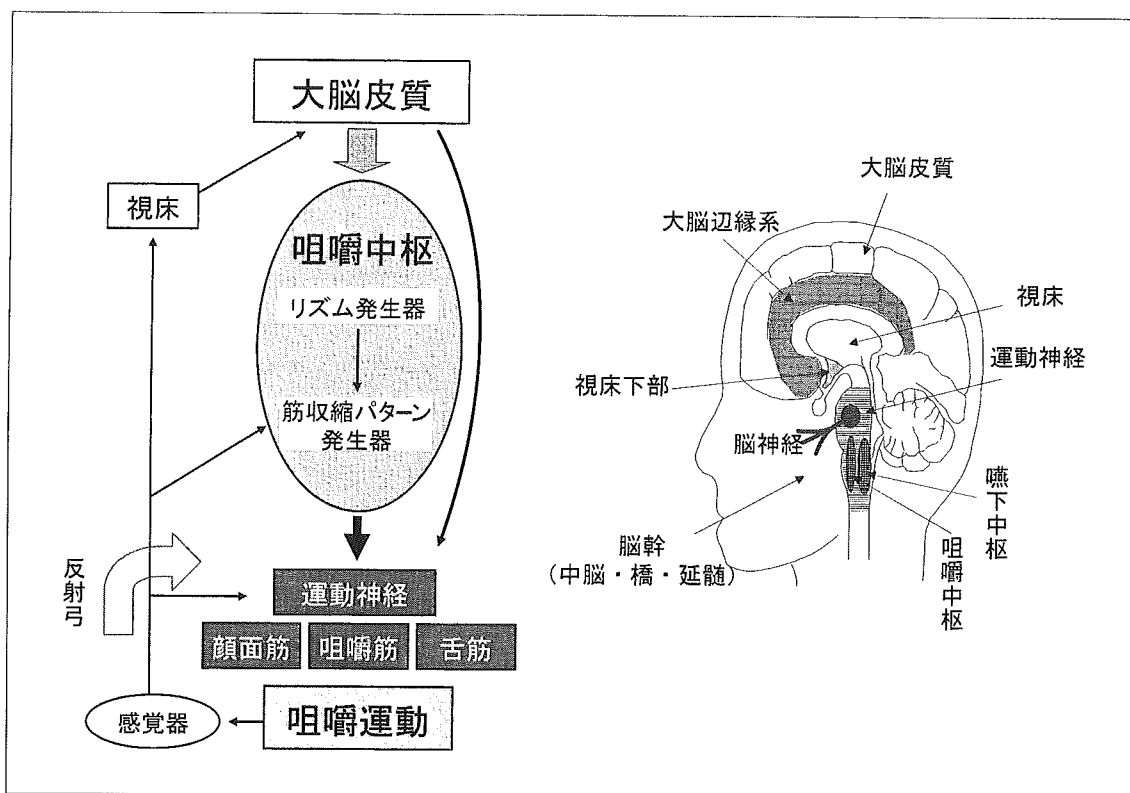 大脳皮質
視床
咀嚼中枢
リズム発生器
筋収縮パターン
発生器
反射弓
運動神経
顔面筋
咀嚼筋
舌筋
感覚器
咀嚼運動
大脳皮質
大脳辺縁系
視床
運動神経
視床下部
脳神経
嚥下中枢
咀嚼中枢
脳幹
（中脳・橋・延髄）